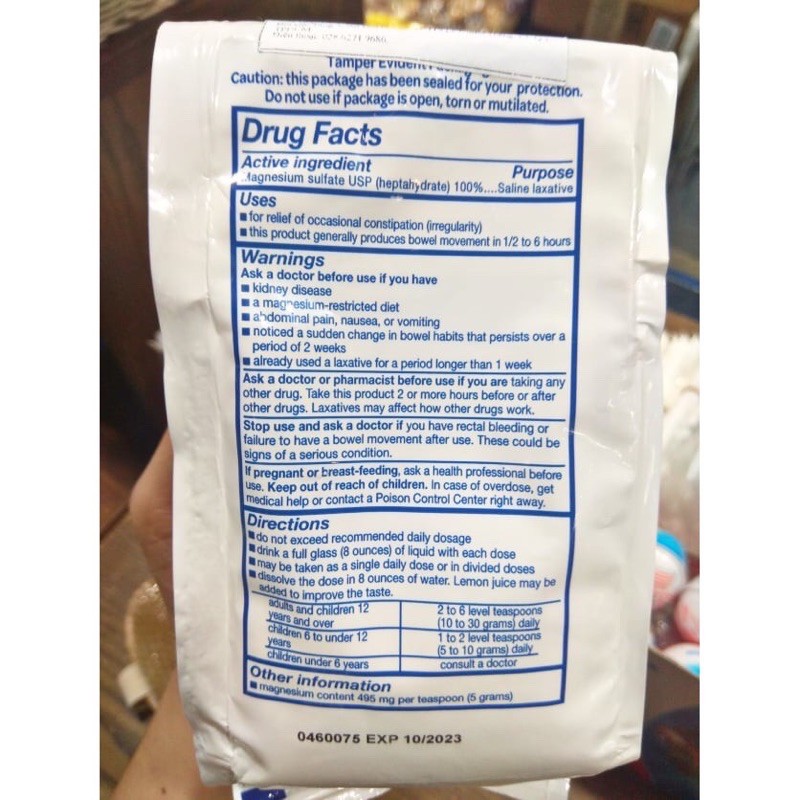 Tamper Evident
Caution: this package has been sealed for your protection.
Do not use if package is open, torn or mutilated.
Drug Facts
Active ingredient Purpose
Magnesium sulfate USP (heptahydrate) 100%....Saline laxative
Uses
■ for relief of occasional constipation (irregularity)
■ this product generally produces bowel movement in 1/2 to 6 hours
Warnings
Ask a doctor before use if you have
■ kidney disease
■ a magnesium-restricted diet
■ abdominal pain, nausea, or vomiting
■ noticed a sudden change in bowel habits that persists over a
period of 2 weeks
■ already used a laxative for a period longer than 1 week
Ask a doctor or pharmacist before use if you are taking any
other drug. Take this product 2 or more hours before or after
other drugs. Laxatives may affect how other drugs work.
Stop use and ask a doctor if you have rectal bleeding or
failure to have a bowel movement after use. These could be
signs of a serious condition.
If pregnant or breast-feeding, ask a health professional before
use. Keep out of reach of children. In case of overdose, get
medical help or contact a Poison Control Center right away.
Directions
■ do not exceed recommended daily dosage
■ drink a full glass (8 ounces) of liquid with each dose
■ may be taken as a single daily dose or in divided doses
■ dissolve the dose in 8 ounces of water. Lemon juice may be
added to improve the taste.
adults and children 12 2 to 6 level teaspoons
years and over (10 to 30 grams) daily
children 6 to under 12 1 to 2 level teaspoons
years (5 to 10 grams) daily
children under 6 years consult a doctor
Other information
■ magnesium content 495 mg per teaspoon (5 grams)
0460075 EXP 10/2023